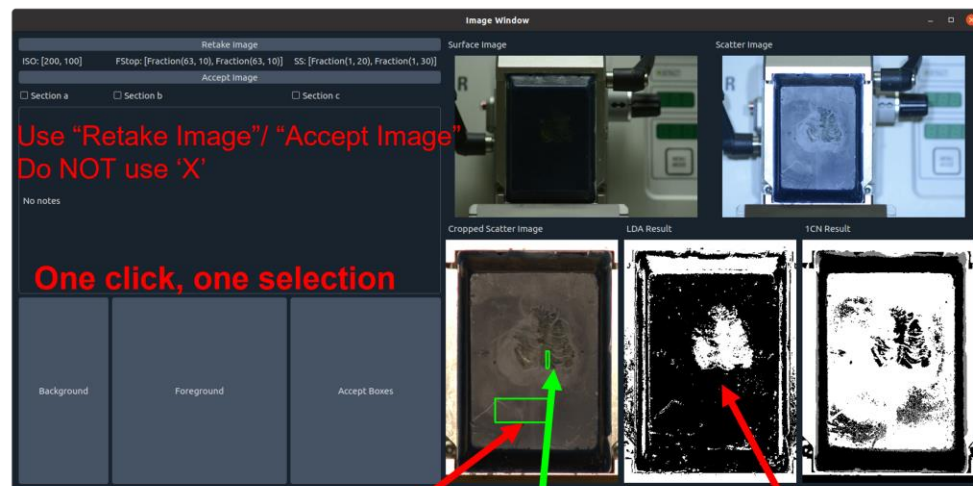 Image Window
Retake Image
ISO: [200, 100] FStop: [Fraction(63, 10), Fraction(63, 10)] SS: [Fraction(1, 20), Fraction(1, 30)]
Accept Image
Section a Section b Section c
Use “Retake Image”/ “Accept Image”
Do NOT use ‘X’
No notes
One click, one selection
Background
Foreground
Accept Boxes
Surface Image
Scatter Image
R
R
Cropped Scatter Image
LDA Result
1CN Result